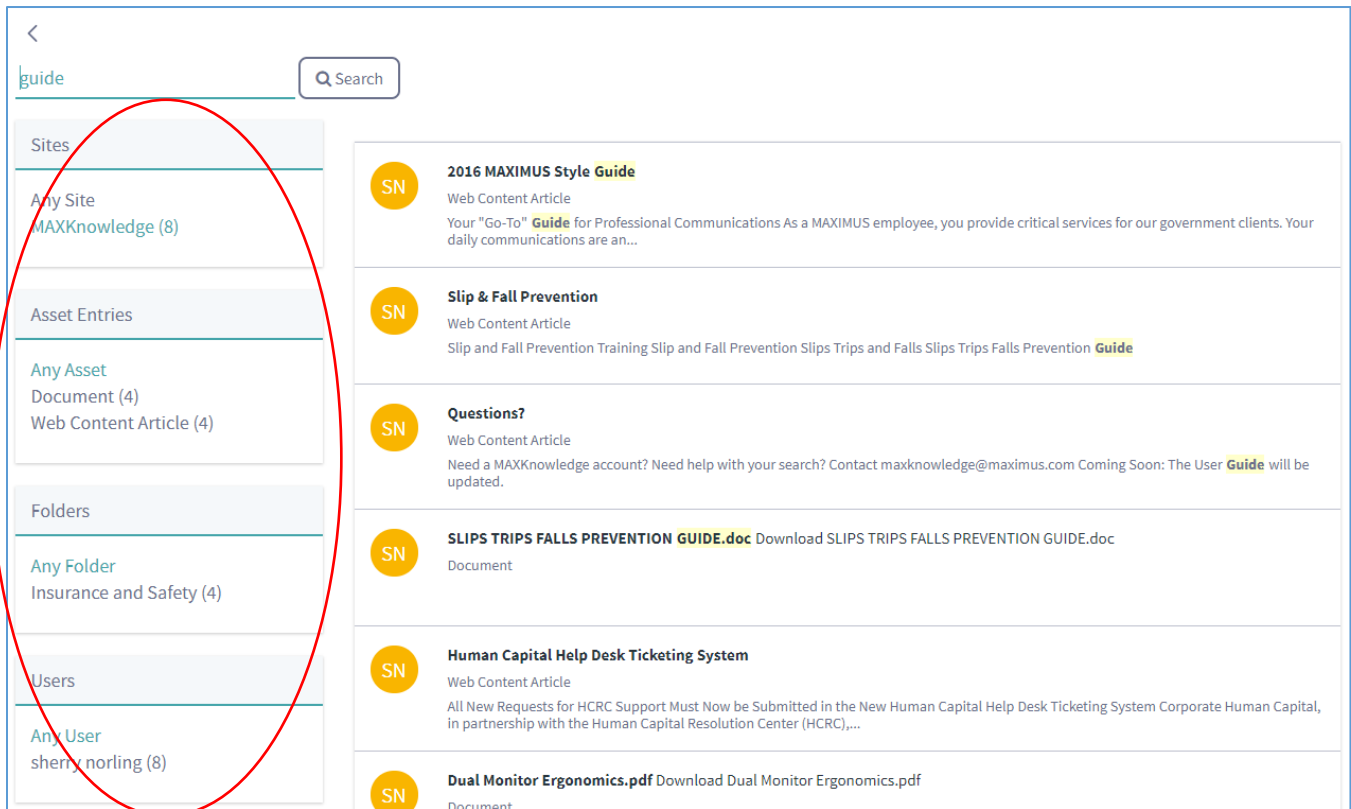 guide
Search
Sites
Any Site
MAXKnowledge (8)
Asset Entries
Any Asset
Document (4)
Web Content Article (4)
Folders
Any Folder
Insurance and Safety (4)
Users
Any User
sherry norling (8)
SN
2016 MAXIMUS Style Guide
Web Content Article
Your "Go-To" Guide for Professional Communications As a MAXIMUS employee, you provide critical services for our government clients. Your
daily communications are an...
SN
Slip & Fall Prevention
Web Content Article
Slip and Fall Prevention Training Slip and Fall Prevention Slips Trips and Falls Slips Trips Falls Prevention Guide
SN
Questions?
Web Content Article
Need a MAXKnowledge account? Need help with your search? Contact maxknowledge@maximus.com Coming Soon: The User Guide will be
updated.
SN
SLIPS TRIPS FALLS PREVENTION GUIDE.doc Download SLIPS TRIPS FALLS PREVENTION GUIDE.doc
Document
SN
Human Capital Help Desk Ticketing System
Web Content Article
All New Requests for HCRC Support Must Now be Submitted in the New Human Capital Help Desk Ticketing System Corporate Human Capital,
in partnership with the Human Capital Resolution Center (HCRC),...
SN
Dual Monitor Ergonomics.pdf Download Dual Monitor Ergonomics.pdf
Document